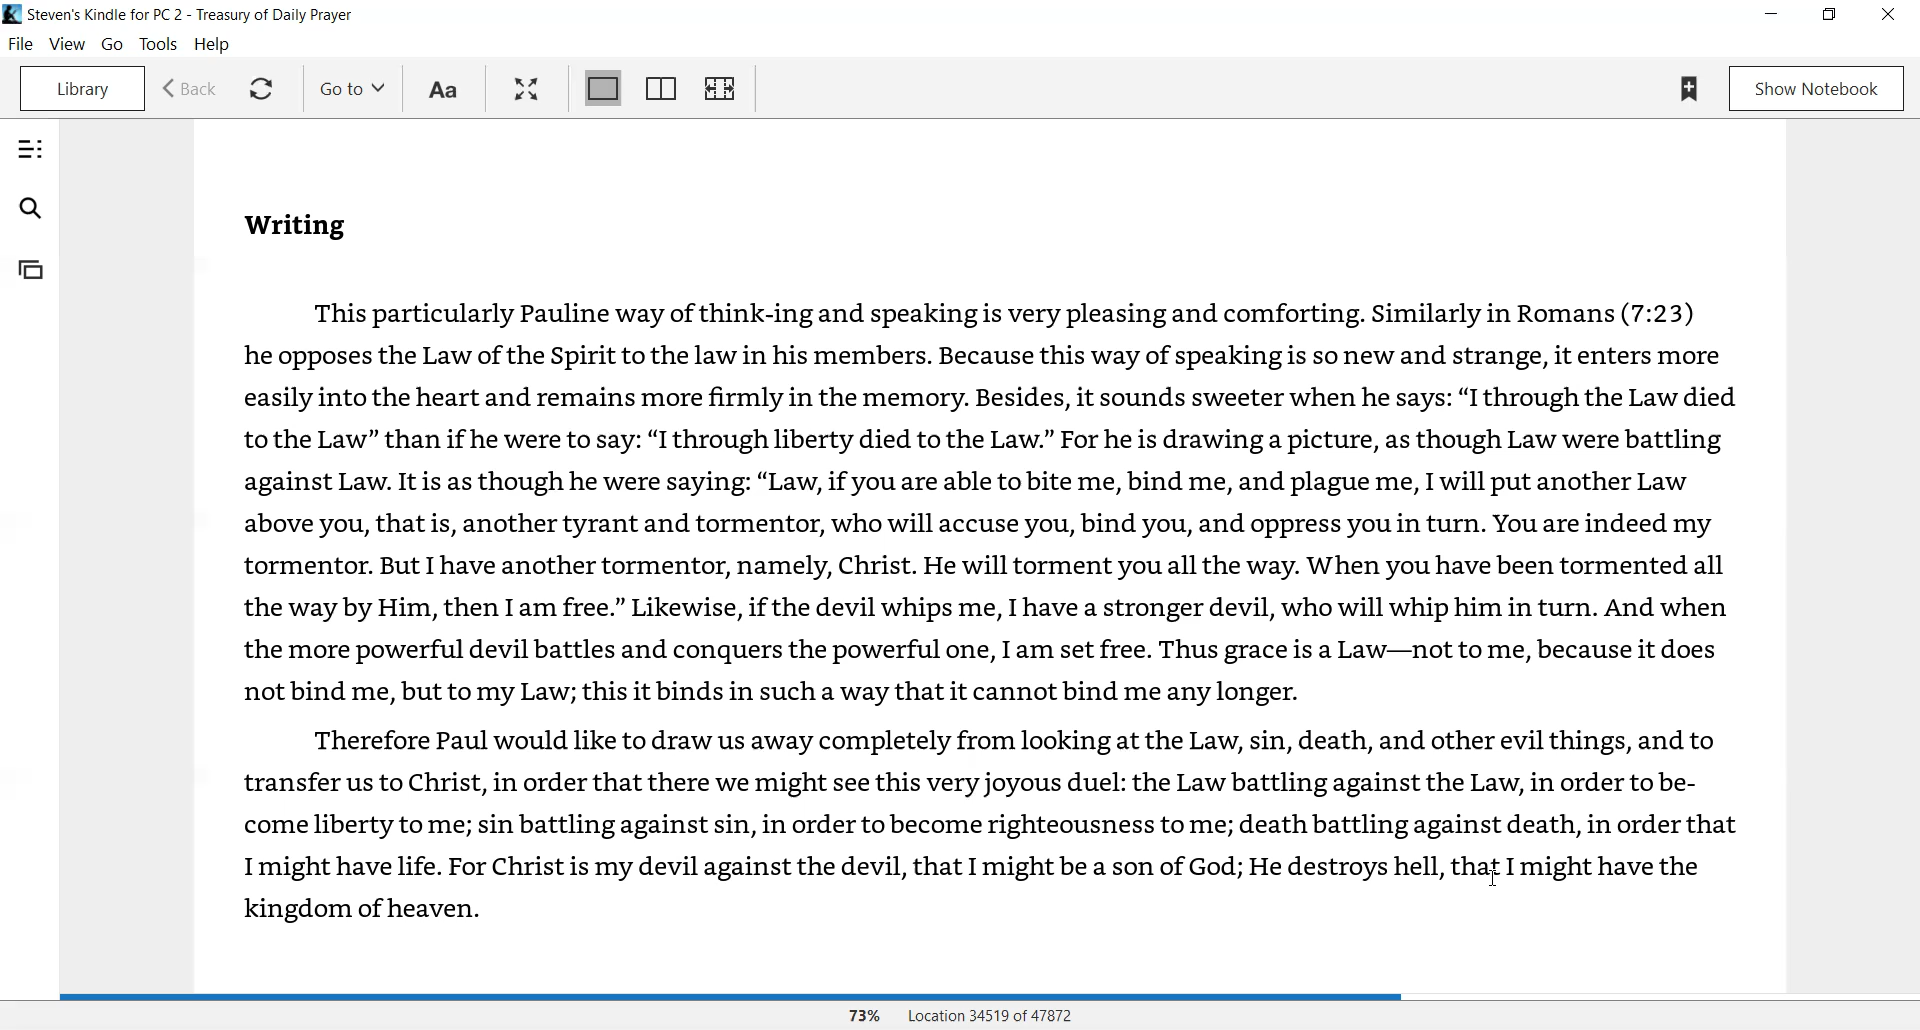 Steven's Kindle for PC 2 - Treasury of Daily Prayer
File View Go Tools Help
Library Back Go to Aa Show Notebook
Writing
This particularly Pauline way of think-ing and speaking is very pleasing and comforting. Similarly in Romans (7:23)
he opposes the Law of the Spirit to the law in his members. Because this way of speaking is so new and strange, it enters more
easily into the heart and remains more firmly in the memory. Besides, it sounds sweeter when he says: “I through the Law died
to the Law” than if he were to say: “I through liberty died to the Law.” For he is drawing a picture, as though Law were battling
against Law. It is as though he were saying: “Law, if you are able to bite me, bind me, and plague me, I will put another Law
above you, that is, another tyrant and tormentor, who will accuse you, bind you, and oppress you in turn. You are indeed my
tormentor. But I have another tormentor, namely, Christ. He will torment you all the way. When you have been tormented all
the way by Him, then I am free.” Likewise, if the devil whips me, I have a stronger devil, who will whip him in turn. And when
the more powerful devil battles and conquers the powerful one, I am set free. Thus grace is a Law—not to me, because it does
not bind me, but to my Law; this it binds in such a way that it cannot bind me any longer.
Therefore Paul would like to draw us away completely from looking at the Law, sin, death, and other evil things, and to
transfer us to Christ, in order that there we might see this very joyous duel: the Law battling against the Law, in order to be-
come liberty to me; sin battling against sin, in order to become righteousness to me; death battling against death, in order that
I might have life. For Christ is my devil against the devil, that I might be a son of God; He destroys hell, that I might have the
kingdom of heaven.
73% Location 34519 of 47872